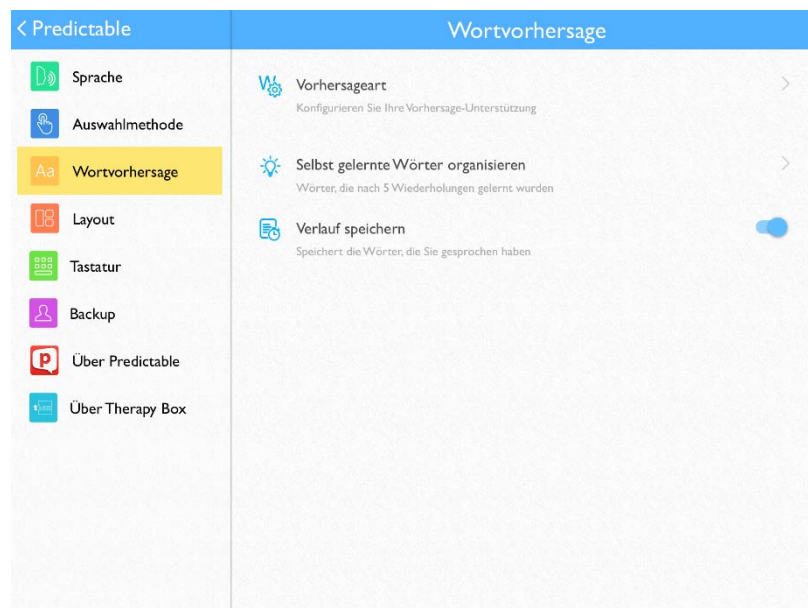 Predictable
Wortvorhersage
Sprache
Auswahlmethode
Aa Wortvorhersage
Layout
Tastatur
Backup
Über Predictable
Über Therapy Box
Vorhersageart
Konfigurieren Sie Ihre Vorhersage-Unterstützung
Selbst gelernte Wörter organisieren
Wörter, die nach 5 Wiederholungen gelernt wurden
Verlauf speichern
Speichert die Wörter, die Sie gesprochen haben